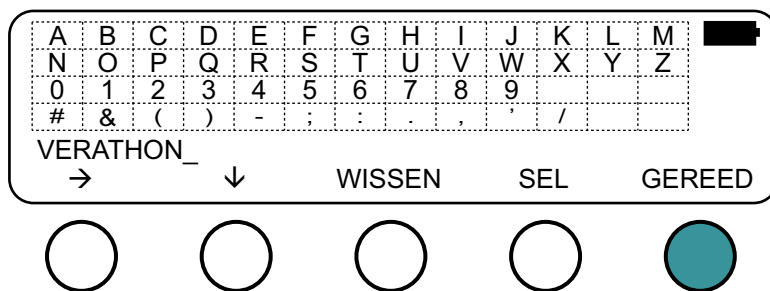 A B C D E F G H I J K L M
N O P Q R S T U V W X Y Z
0 1 2 3 4 5 6 7 8 9
# & ( ) - ; : . , ’ /
VERATHON_
→ ↓ WISSEN SEL GEREED